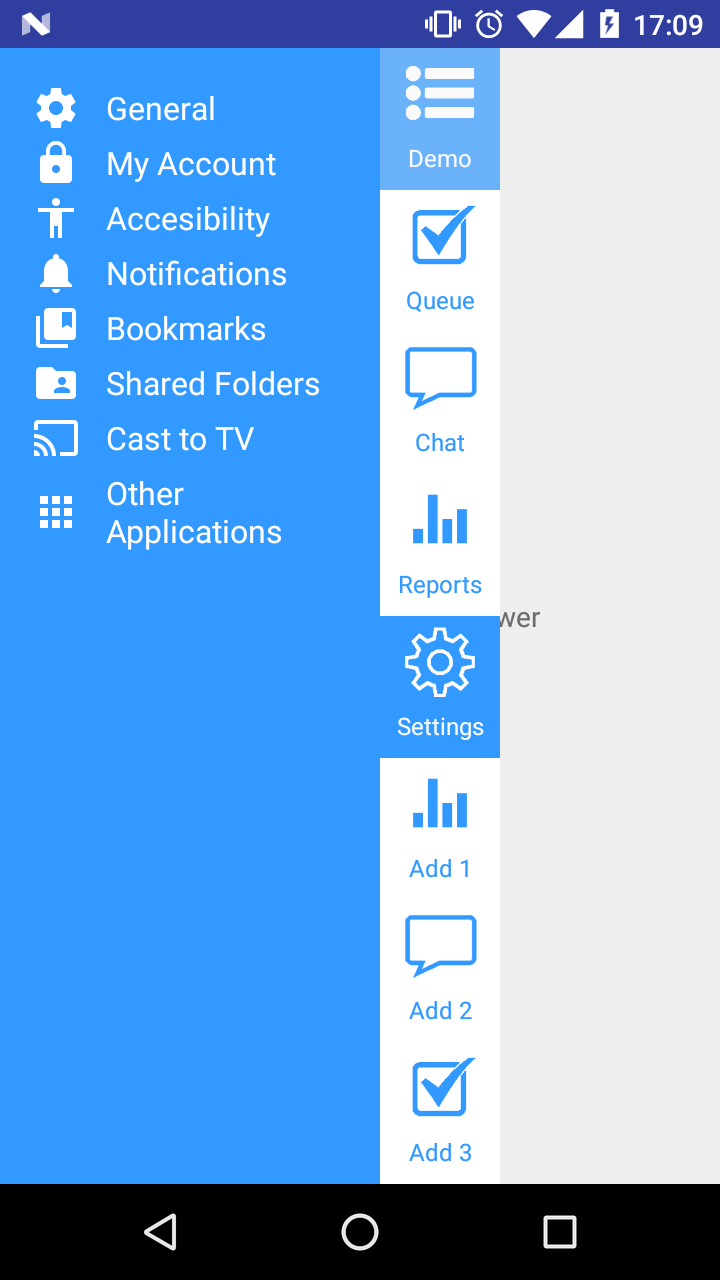 17:09
General
My Account
Accesibility
Notifications
Bookmarks
Shared Folders
Cast to TV
Other
Applications
Demo
Queue
Chat
Reports
Settings
Add 1
Add 2
Add 3
wer